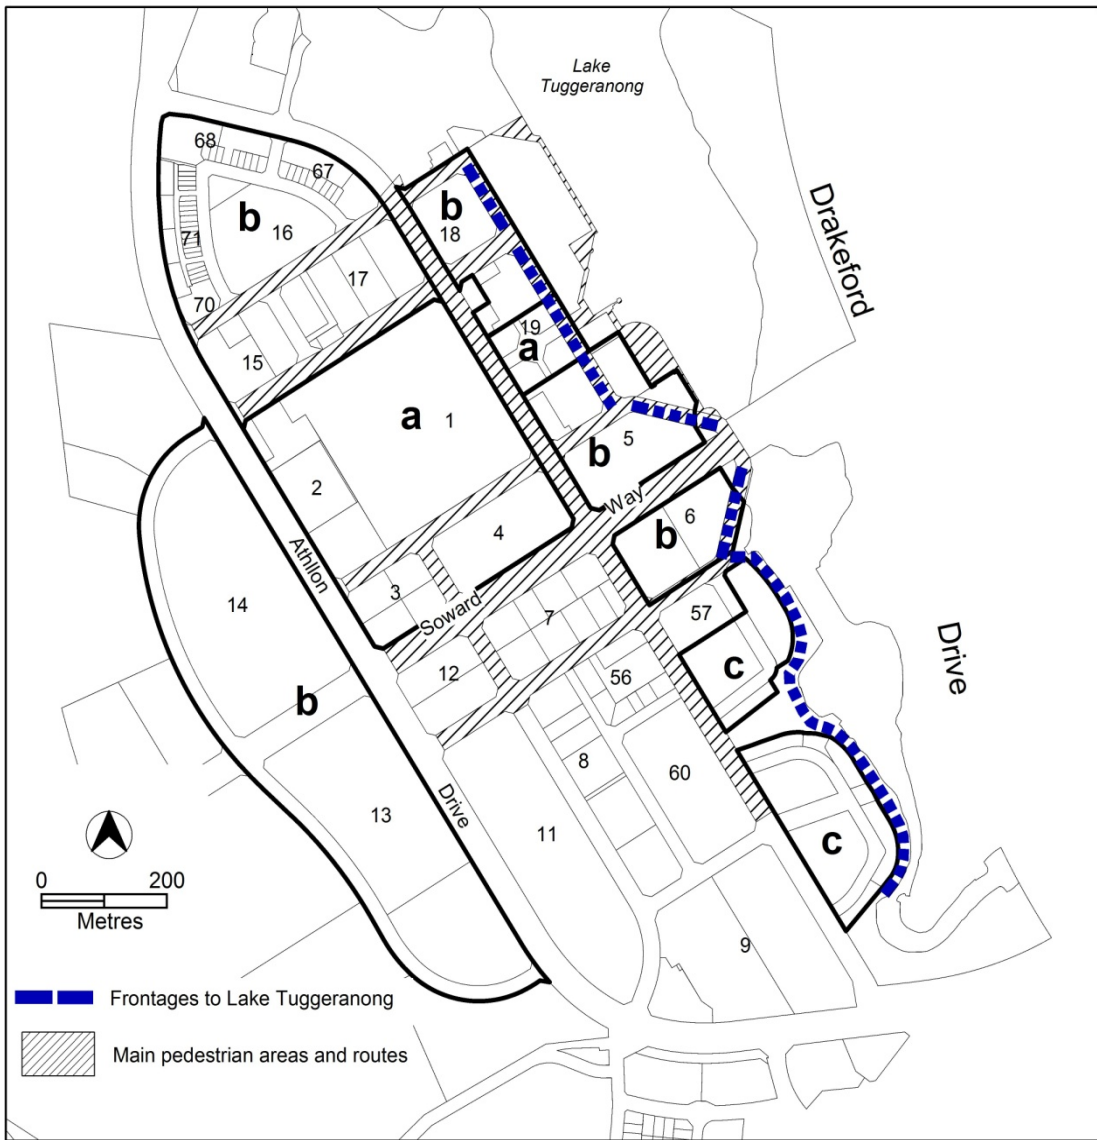 Lake
Tuggeranong
68
67
b
16
71
70
b
18
17
15
19
a
a
1
Drakeford
5
b
2
Way
6
b
4
Athllon
3
Soward
7
57
14
12
56
c
Drive
b
8
60
13
Drive
11
c
9
0 200
Metres
Frontages to Lake Tuggeranong
Main pedestrian areas and routes